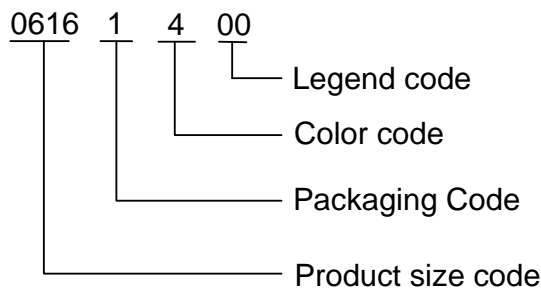 0616 1 4 00
Legend code
Color code
Packaging Code
Product size code